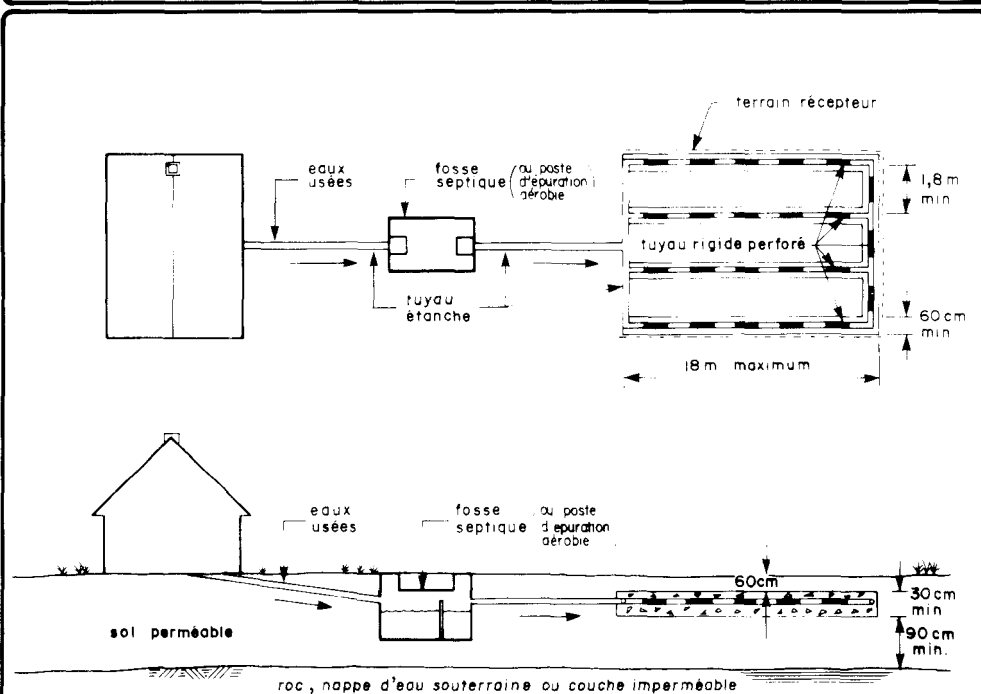 terrain récepteur
eaux
usées
fosse
septique
(ou poste
d'épuration
aérobie)
1,8 m
min
tuyau rigide perforé
tuyau
étanche
60 cm
min
18 m maximum
eaux
usées
fosse
septique
ou poste
d epuration
aérobie
60cm
30 cm
min
sol perméable
90 cm
min.
roc, nappe d'eau souterraine ou couche imperméable